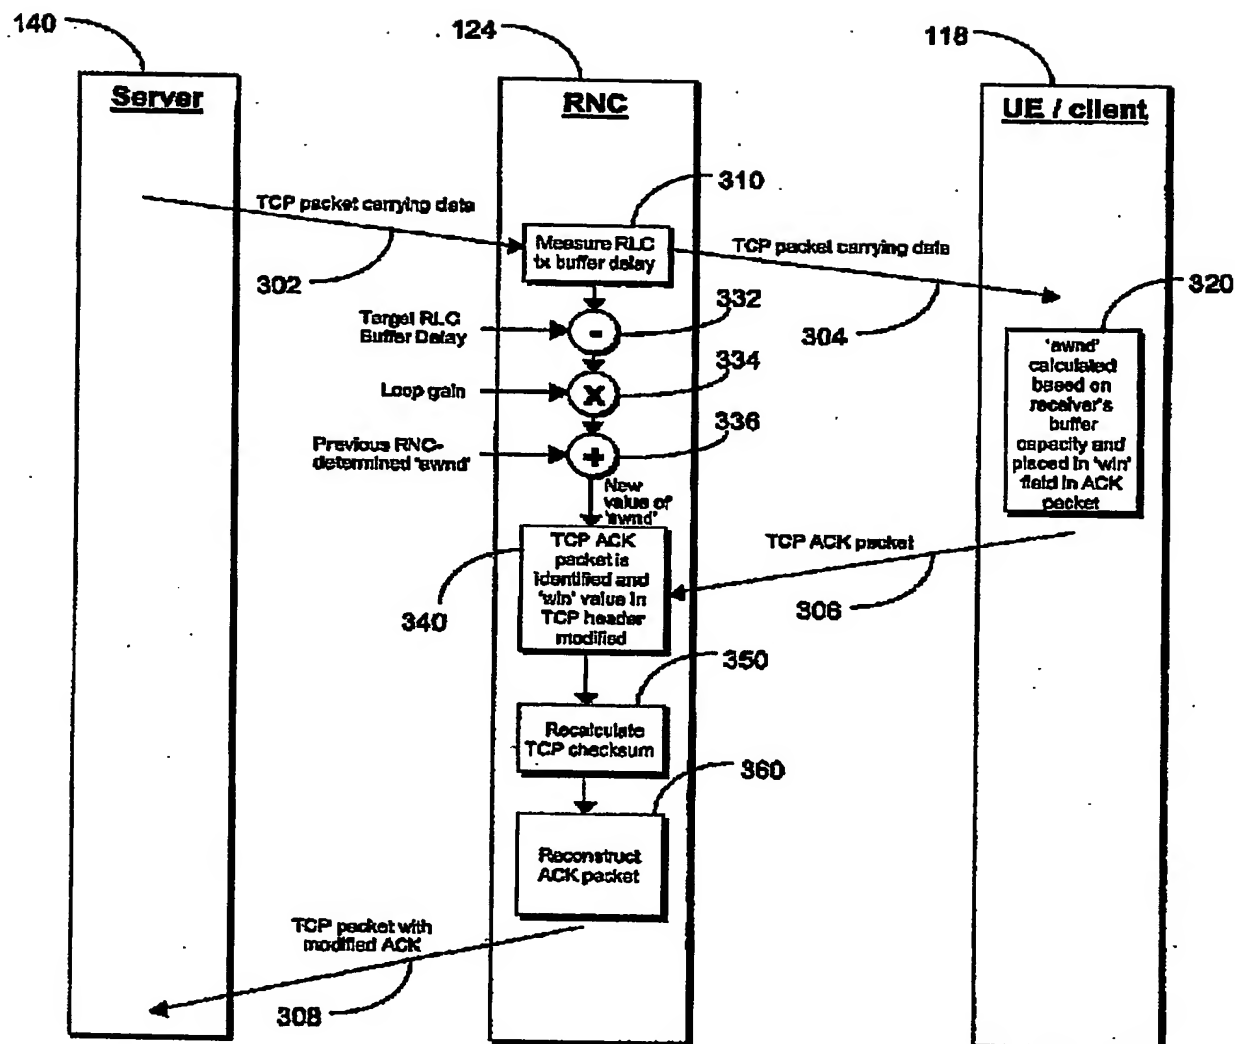 140
124
118
Server
RNC
UE / client
310
TCP packet carrying data
Measure RLC
tx buffer delay
TCP packet carrying data
302
304
320
Target RLC
Buffer Delay
-
332
Loop gain
X
334
Previous RNC-
determined 'awnd'
+
336
'awnd'
calculated
based on
receiver's
buffer
capacity and
placed in 'win'
field in ACK
packet
New
value of
'awnd'
TCP ACK
packet is
identified and
'win' value in
TCP header
modified
340
TCP ACK packet
306
350
Recalculate
TCP checksum
360
Reconstruct
ACK packet
TCP packet with
modified ACK
308